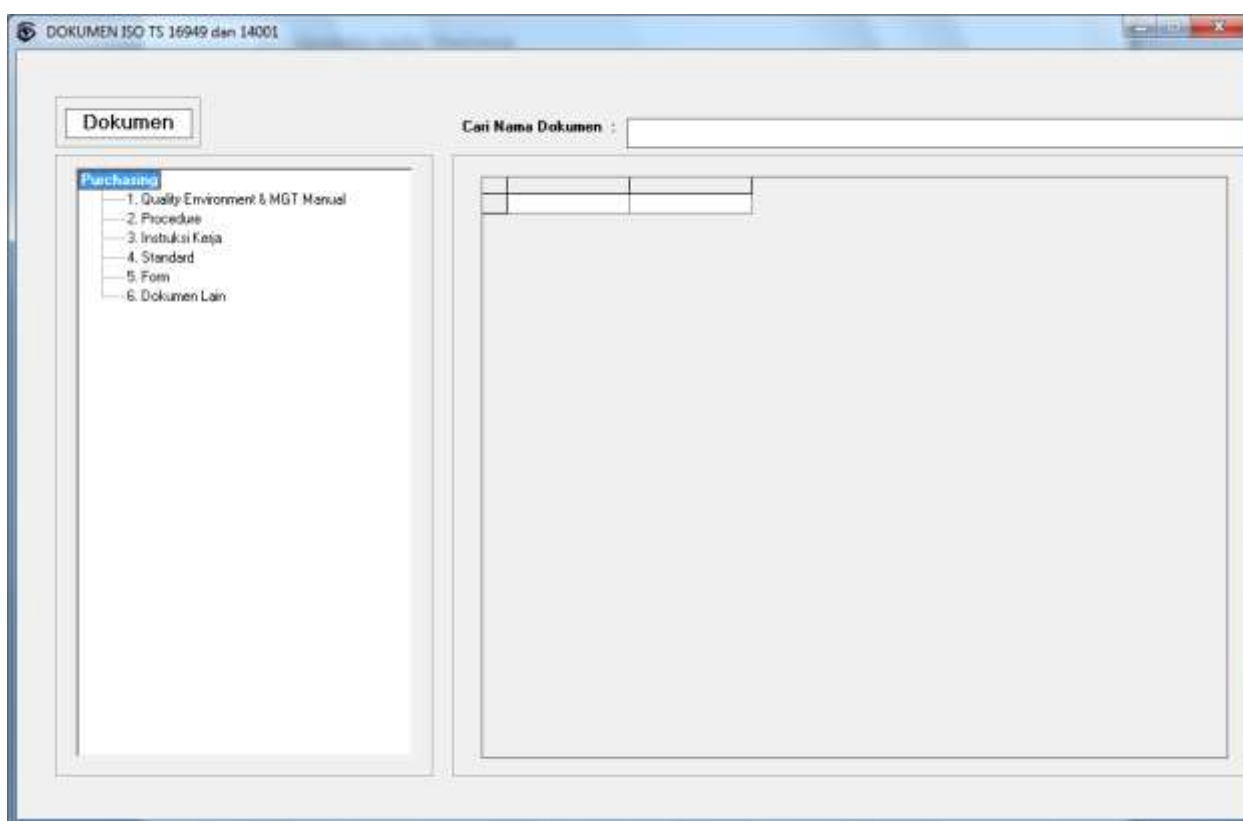 DOKUMEN ISO TS 16949 dan 14001
Dokumen
Cari Nama Dokumen :
Purchasing
1. Quality Environment & MGT Manual
2. Procedure
3. Instruksi Kerja
4. Standard
5. Form
6. Dokumen Lain